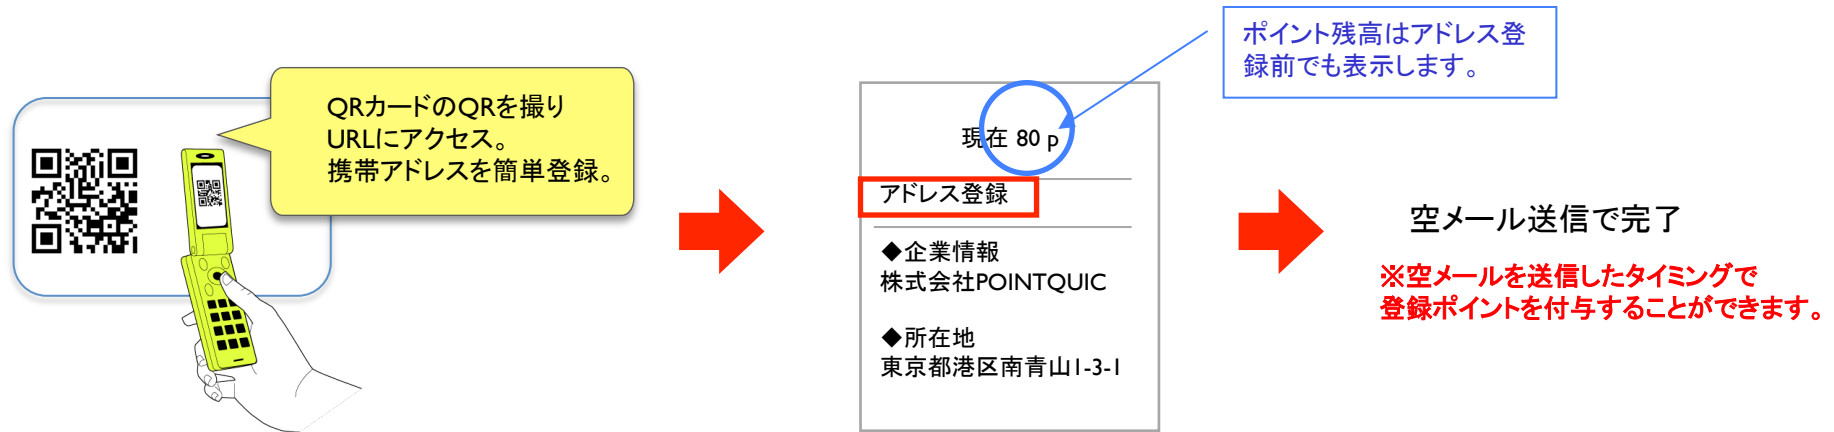 QRカードのQRを撮り
URLにアクセス。
携帯アドレスを簡単登録。
ポイント残高はアドレス登
録前でも表示します。
現在 80 p
アドレス登録
◆企業情報
株式会社POINTQUIC
◆所在地
東京都港区南青山1-3-1
空メール送信で完了
※空メールを送信したタイミングで
登録ポイントを付与することができます。